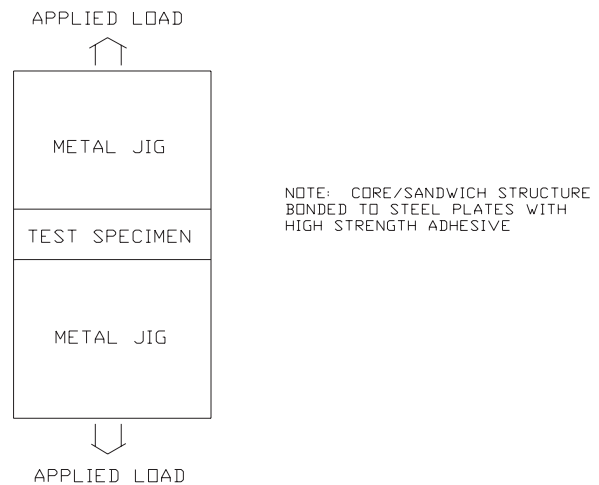 APPLIED LOAD
METAL JIG
TEST SPECIMEN
METAL JIG
APPLIED LOAD
NOTE: CORE/SANDWICH STRUCTURE
BONDED TO STEEL PLATES WITH
HIGH STRENGTH ADHESIVE